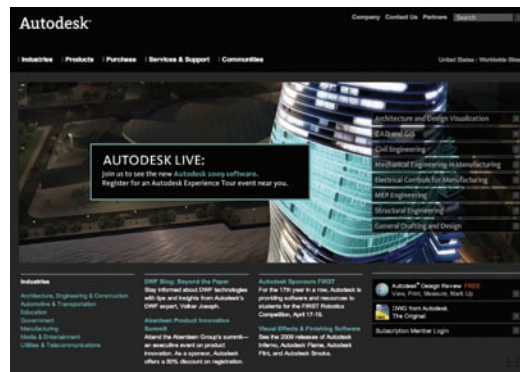 Autodesk
Company Contact Us Partners Search
Industries Products Purchase Services & Support Communities
United States Worldwide Sites
AUTODESK LIVE:
Join us to see the new Autodesk 2009 software.
Register for an Autodesk Experience Tour event near you.
Architecture and Design Visualization
CAD and GIS
Civil Engineering
Mechanical Engineering in Manufacturing
Electrical Controls for Manufacturing
MEP Engineering
Structural Engineering
General Drafting and Design
Industries
Architecture, Engineering & Construction
Automotive & Transportation
Education
Government
Manufacturing
Media & Entertainment
Utilities & Telecommunications
DWF Blog: Beyond the Paper
Stay informed about DWF technologies
with tips and insights from Autodesk's
DWF expert, Volker Joseph.
Aberdeen Product Innovation
Summit
Attend the Aberdeen Group's summit—
an executive event on product
innovation. As a sponsor, Autodesk
offers a 50% discount on registration.
Autodesk Sponsors FIRST
For the 17th year in a row, Autodesk is
providing software and resources to
students for the FIRST Robotics
Competition, April 17-19.
Visual Effects & Finishing Software
See the 2009 release of Autodesk
Inferno, Autodesk Flame, Autodesk
Flint, and Autodesk Smoke.
Autodesk® Design Review FREE
View, Print, Measure, Mark Up
DWG from Autodesk.
The Original.
Subscription Member Login